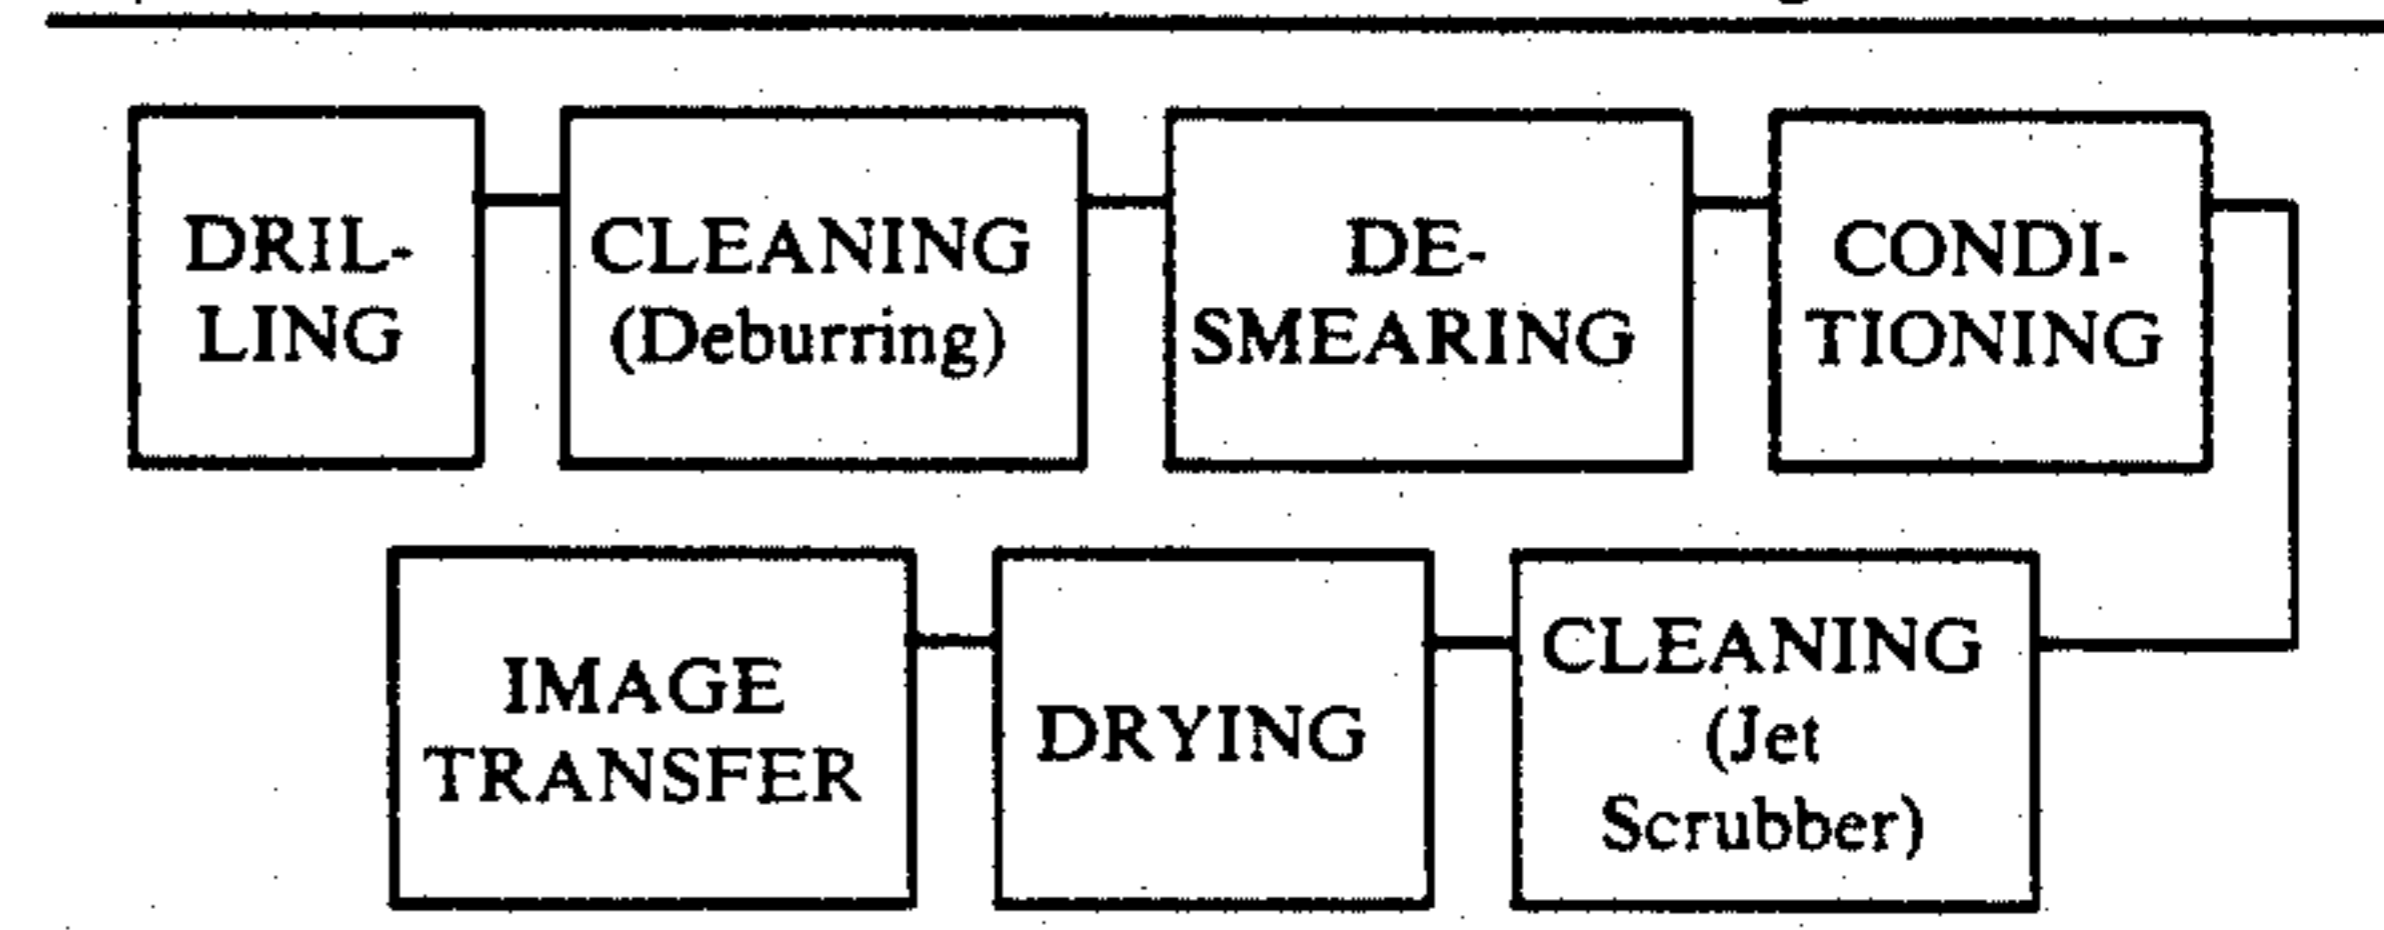 DRIL-
LING
CLEANING
(Deburring)
DE-
SMEARING
CONDI-
TIONING
CLEANING
(Jet
Scrubber)
DRYING
IMAGE
TRANSFER